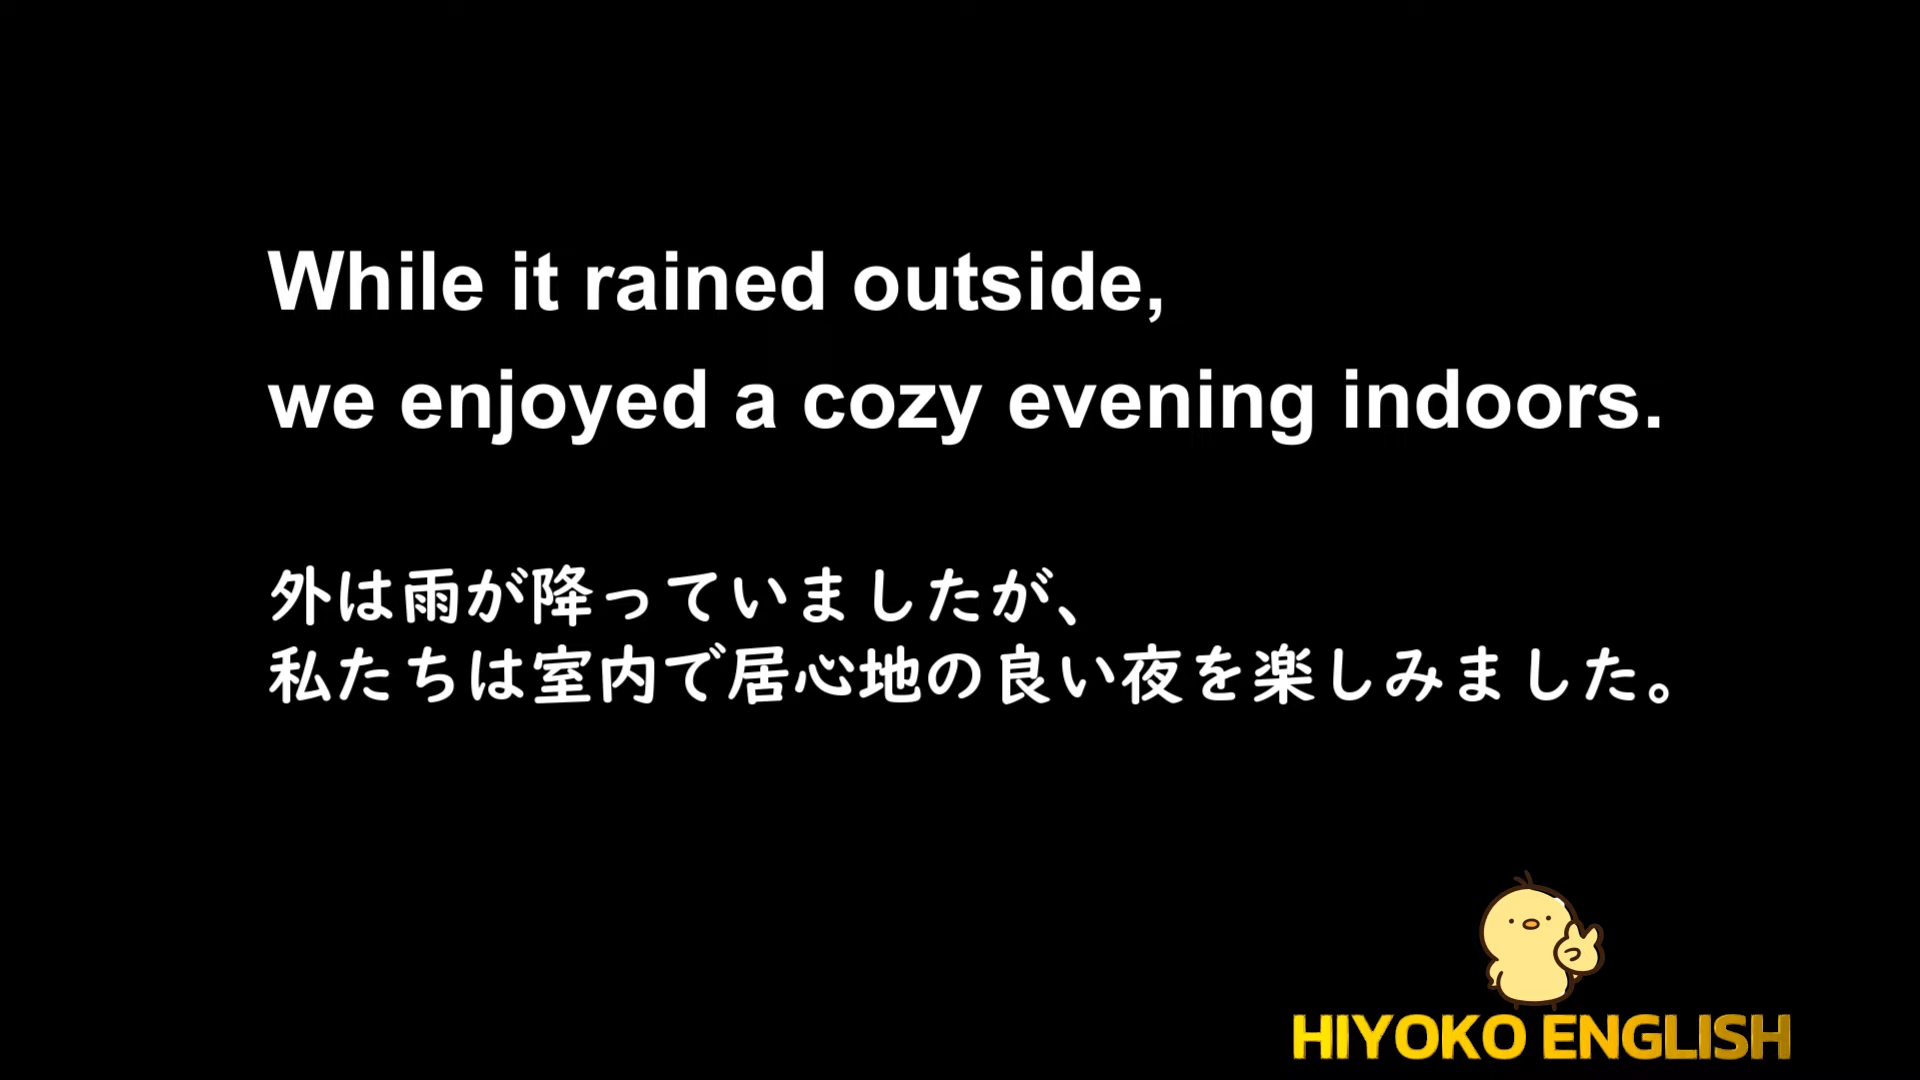 While it rained outside,
we enjoyed a cozy evening indoors.
外は雨が降っていましたが、
私たちは室内で居心地の良い夜を楽しみました。
HIYOKO ENGLISH